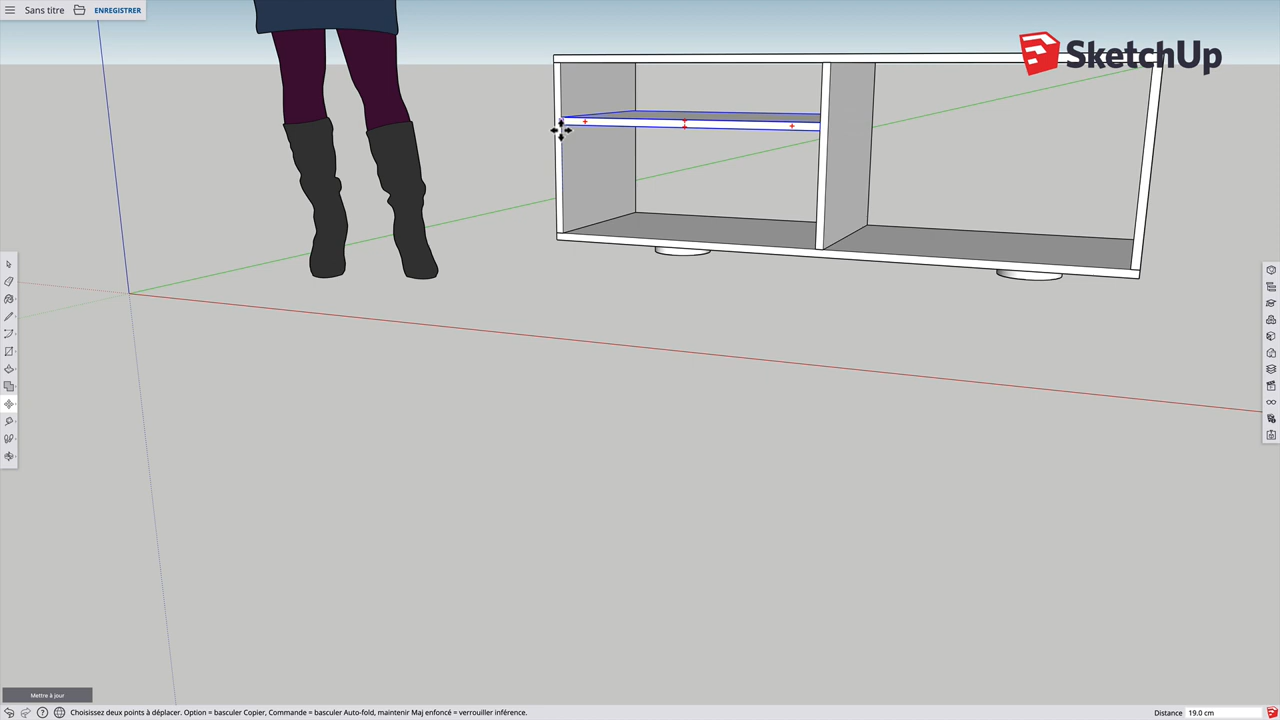 Sans titre
ENREGISTRER
SketchUp
Mettre à jour
Choisissez deux points à déplacer. Option = basculer Copier, Commande = basculer Auto-fold, maintenir Maj enfoncé = verrouiller inférence.
Distance 19.0 cm